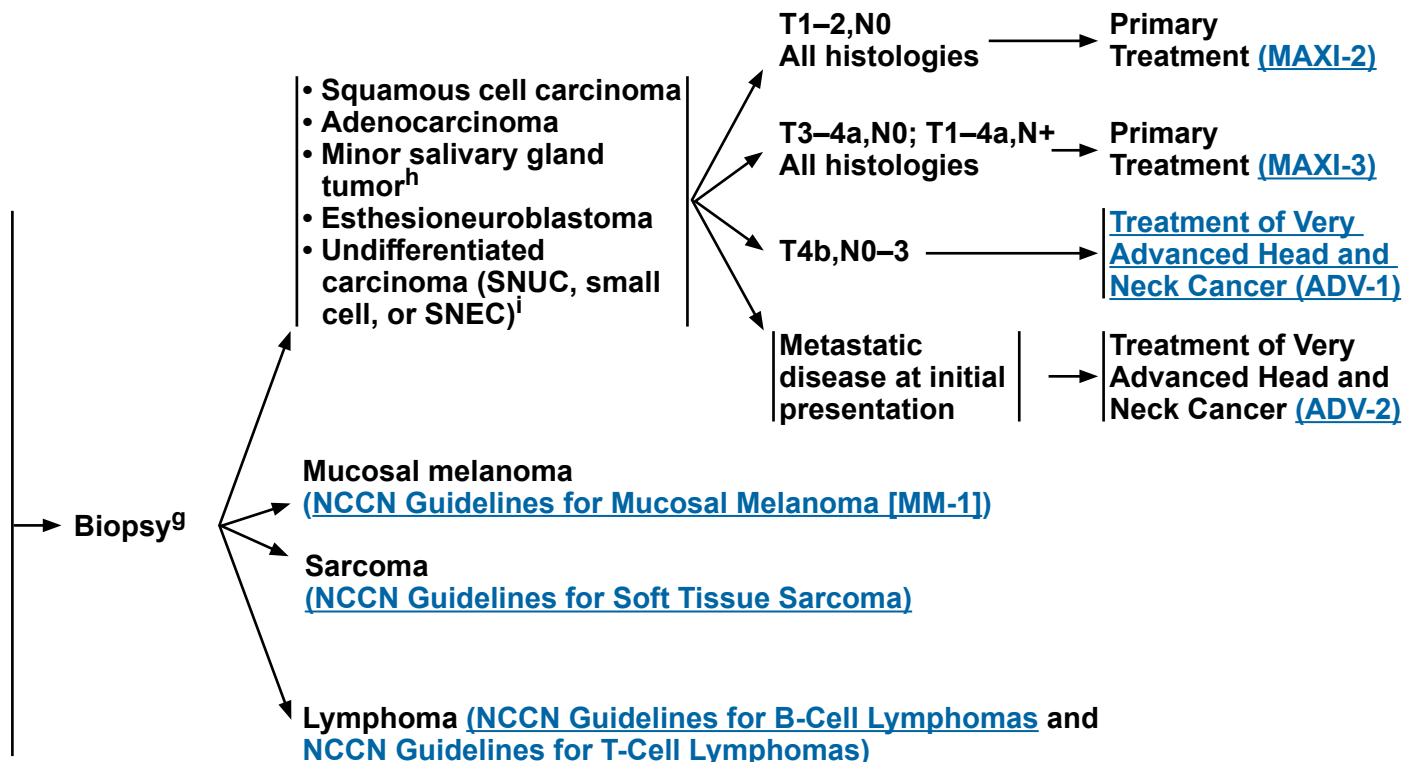 Biopsyg
• Squamous cell carcinoma
• Adenocarcinoma
• Minor salivary gland
tumorh
• Esthesioneuroblastoma
• Undifferentiated
carcinoma (SNUC, small
cell, or SNEC)i
T1–2,N0
All histologies
Primary
Treatment (MAXI-2)
T3–4a,N0; T1–4a,N+
All histologies
Primary
Treatment (MAXI-3)
T4b,N0–3
Treatment of Very
Advanced Head and
Neck Cancer (ADV-1)
Metastatic
disease at initial
presentation
Treatment of Very
Advanced Head and
Neck Cancer (ADV-2)
Mucosal melanoma
(NCCN Guidelines for Mucosal Melanoma [MM-1])
Sarcoma
(NCCN Guidelines for Soft Tissue Sarcoma)
Lymphoma (NCCN Guidelines for B-Cell Lymphomas and
NCCN Guidelines for T-Cell Lymphomas)